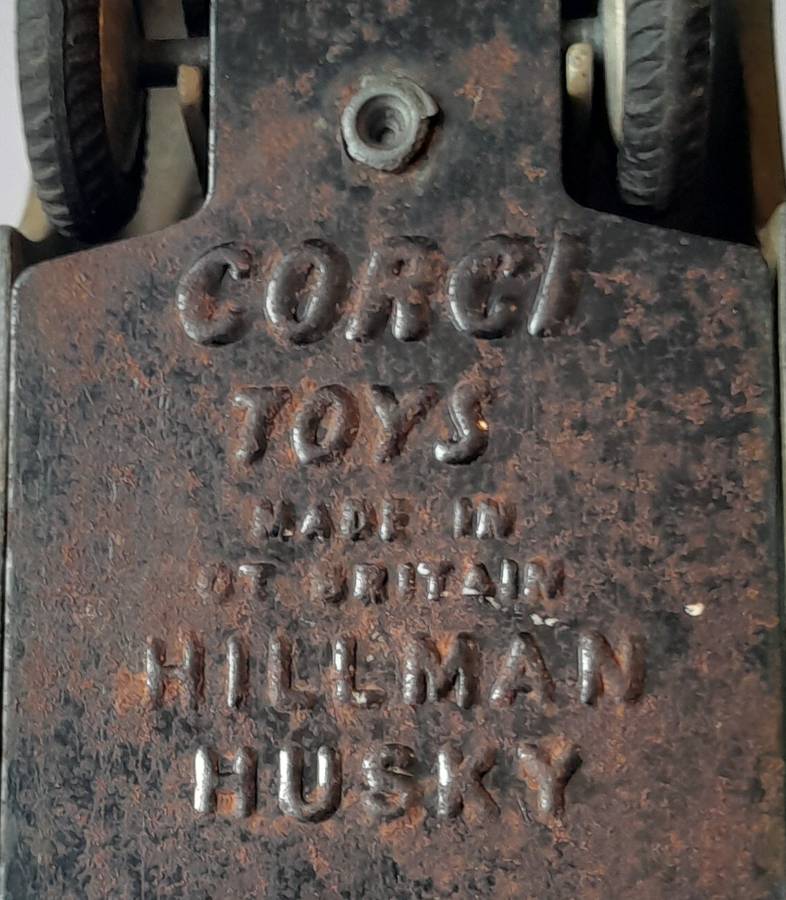 CORGI
TOYS
MADE IN
GT BRITAIN
HILLMAN
HUSKY